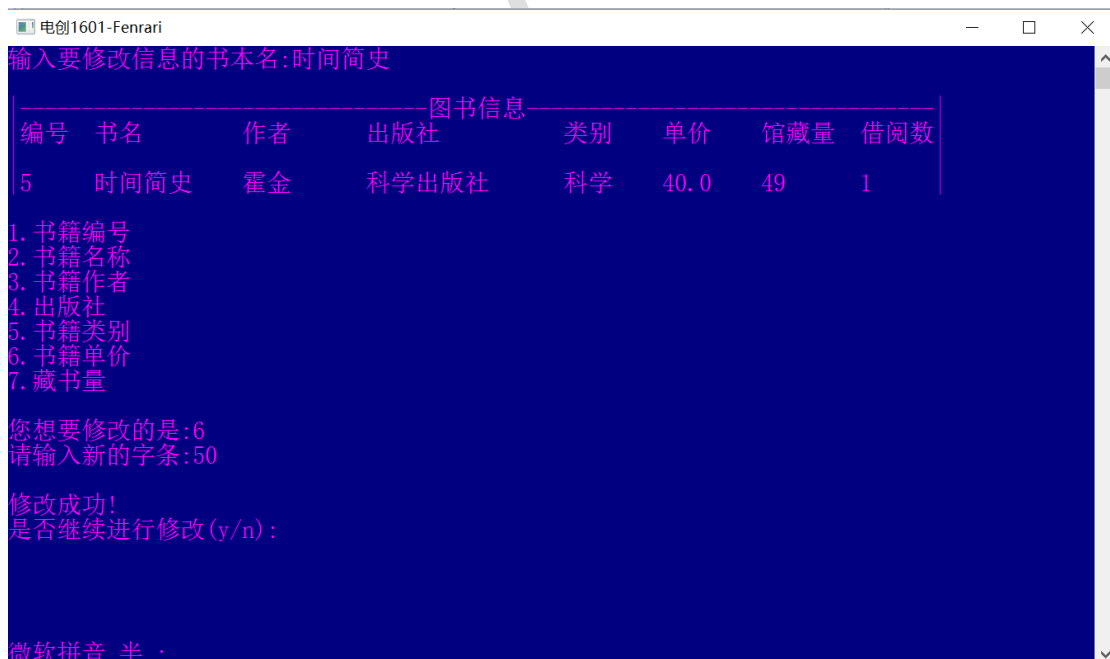 电创1601-Fenrari
输入要修改信息的书本名:时间简史
|---------------------------------图书信息---------------------------------|
编号 书名 作者 出版社 类别 单价 馆藏量 借阅数
5 时间简史 霍金 科学出版社 科学 40.0 49 1
1.书籍编号
2.书籍名称
3.书籍作者
4.出版社
5.书籍类别
6.书籍单价
7.藏书量
您想要修改的是:6
请输入新的字条:50
修改成功!
是否继续进行修改(y/n):
微软拼音 半 :